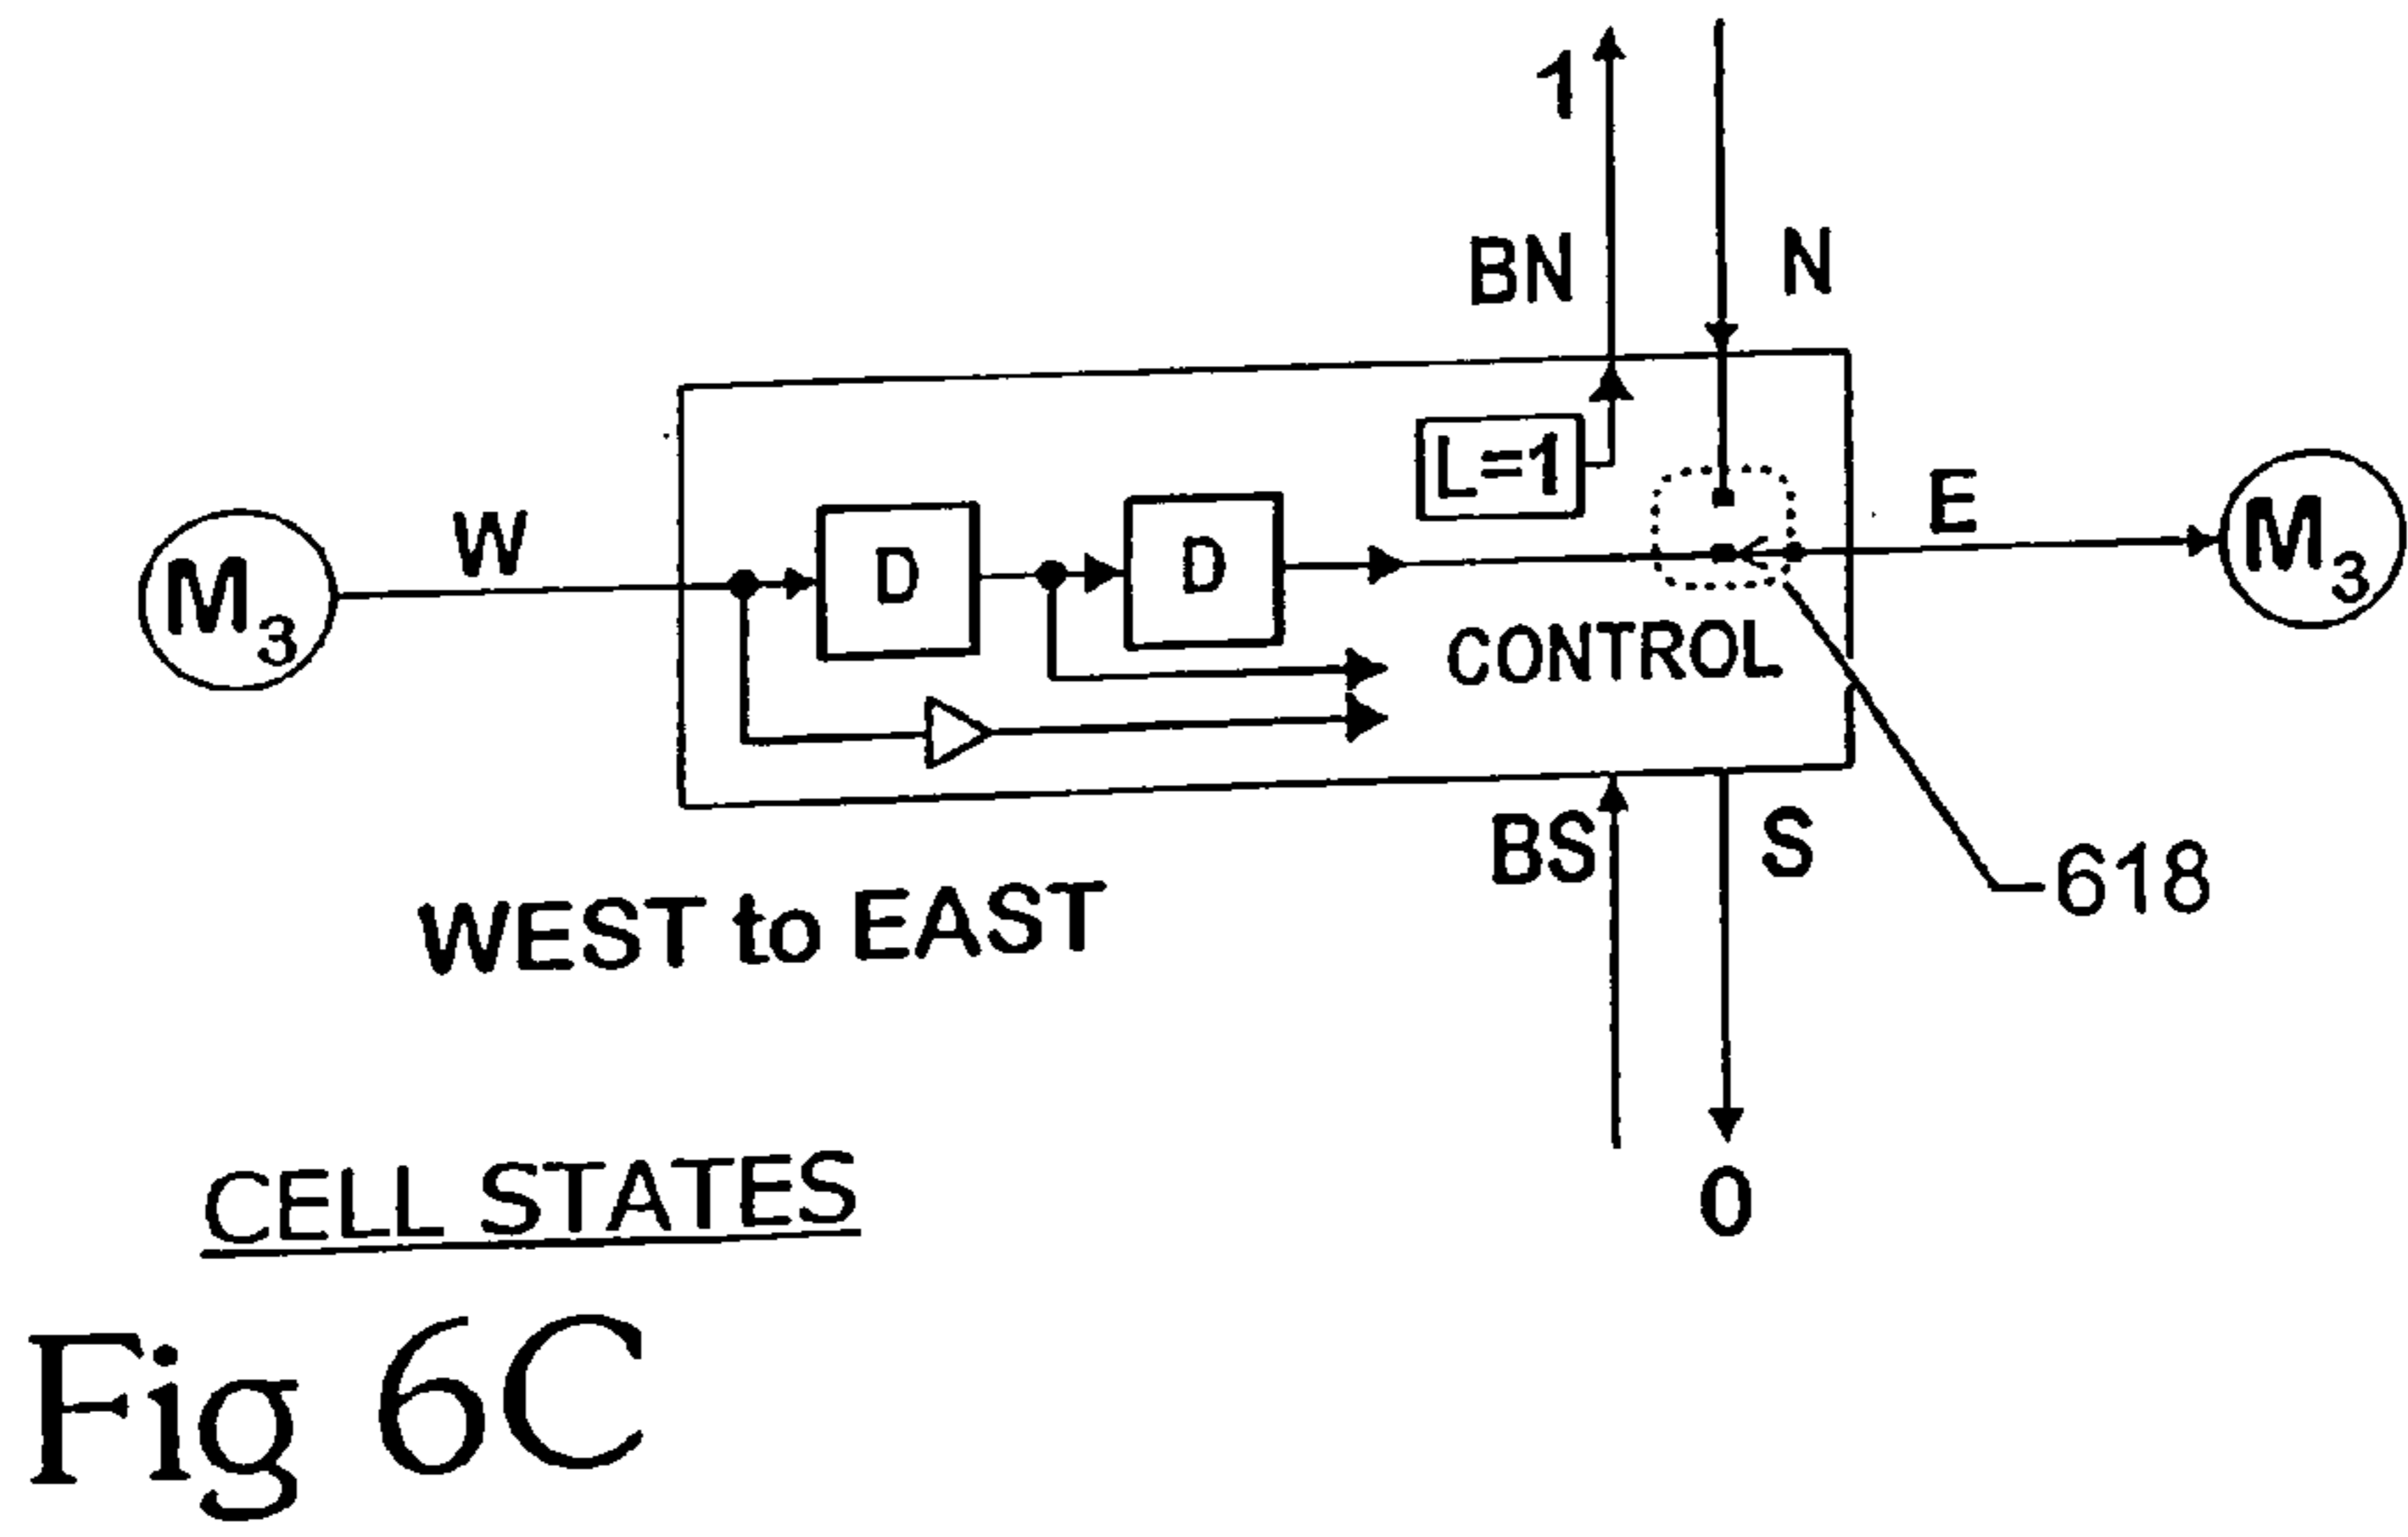 1
BN
N
L=1
M3
W
D
D
E
M3
CONTROL
BS
S
618
WEST to EAST
0
CELL STATES
Fig 6C